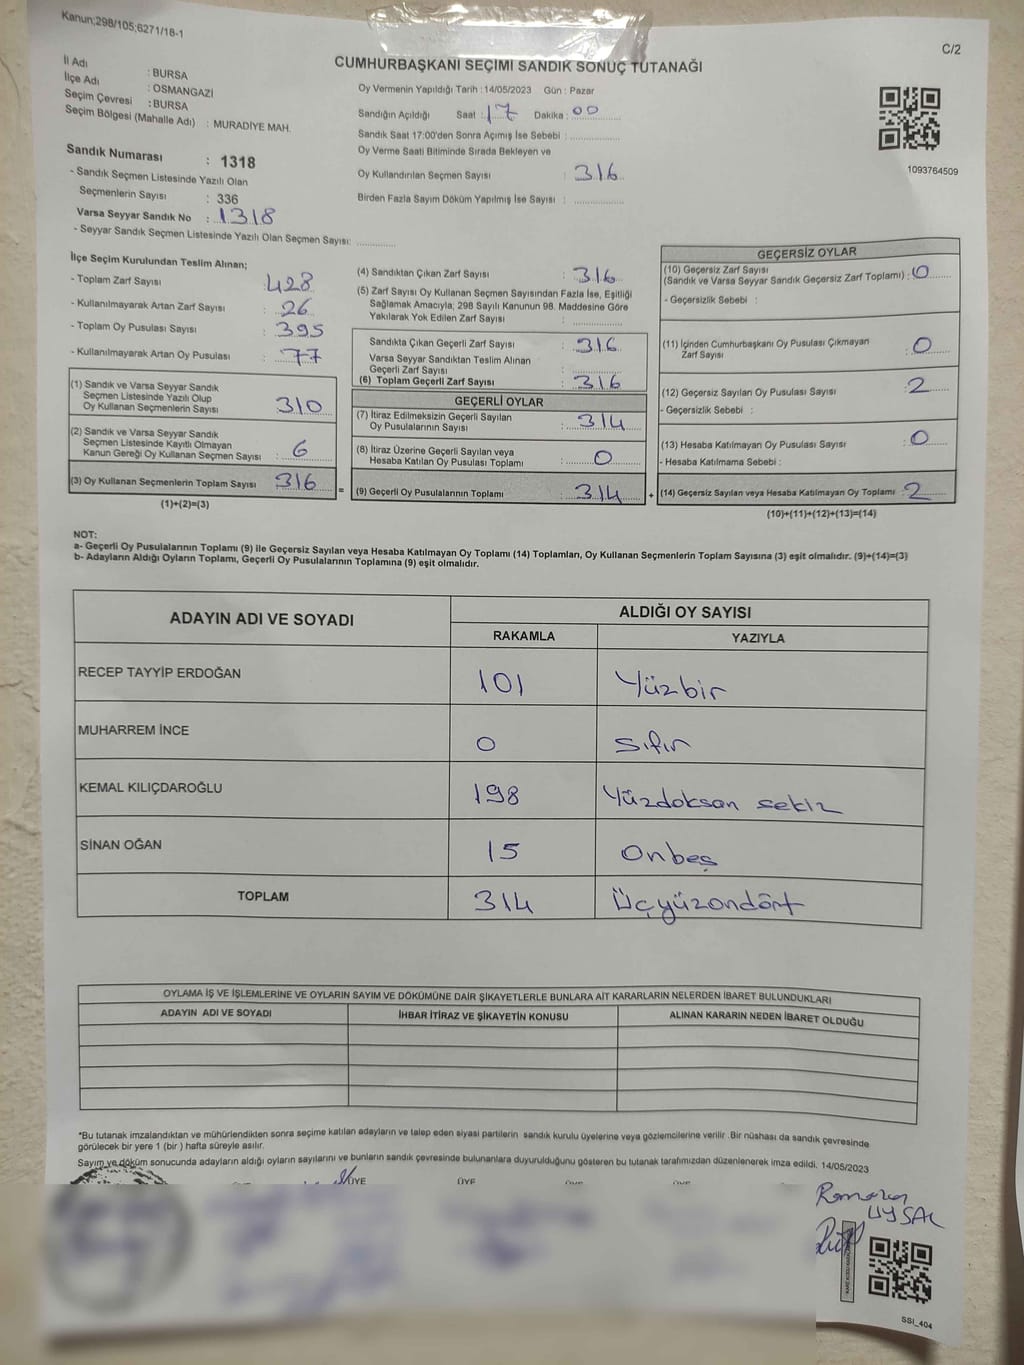 Kanun;298/105;6271/18-1
C/2
CUMHURBAŞKANI SEÇİMİ SANDIK SONUÇ TUTANAĞI
İl Adı : BURSA
İlçe Adı : OSMANGAZİ
Seçim Çevresi : BURSA
Seçim Bölgesi (Mahalle Adı) : MURADİYE MAH.
Sandık Numarası : 1318
- Sandık Seçmen Listesinde Yazılı Olan
Seçmenlerin Sayısı : 336
Varsa Seyyar Sandık No : 1318
- Seyyar Sandık Seçmen Listesinde Yazılı Olan Seçmen Sayısı: ............
Oy Vermenin Yapıldığı Tarih : 14/05/2023 Gün : Pazar
Sandığın Açıldığı Saat : 17 Dakika : 00
Sandık Saat 17:00'den Sonra Açılmış İse Sebebi : ....................
Oy Verme Saati Bitiminde Sırada Bekleyen ve
Oy Kullandırılan Seçmen Sayısı : 316
Birden Fazla Sayım Döküm Yapılmış İse Sayısı : ...............
1093764509
İlçe Seçim Kurulundan Teslim Alınan;
- Toplam Zarf Sayısı : 428
- Kullanılmayarak Artan Zarf Sayısı : 26
- Toplam Oy Pusulası Sayısı : 395
- Kullanılmayarak Artan Oy Pusulası : 77
(1) Sandık ve Varsa Seyyar Sandık
Seçmen Listesinde Yazılı Olup
Oy Kullanan Seçmenlerin Sayısı : 310
(2) Sandık ve Varsa Seyyar Sandık
Seçmen Listesinde Kayıtlı Olmayan
Kanun Gereği Oy Kullanan Seçmen Sayısı : 6
(3) Oy Kullanan Seçmenlerin Toplam Sayısı : 316
(1)+(2)=(3)
(4) Sandıktan Çıkan Zarf Sayısı : 316
(5) Zarf Sayısı Oy Kullanan Seçmen Sayısından Fazla İse, Eşitliği
Sağlamak Amacıyla; 298 Sayılı Kanunun 98. Maddesine Göre
Yakılarak Yok Edilen Zarf Sayısı : ...............
Sandıkta Çıkan Geçerli Zarf Sayısı : 316
Varsa Seyyar Sandıktan Teslim Alınan
Geçerli Zarf Sayısı : ...............
(6) Toplam Geçerli Zarf Sayısı : 316
GEÇERLİ OYLAR
(7) İtiraz Edilmeksizin Geçerli Sayılan
Oy Pusulalarının Sayısı : 314
(8) İtiraz Üzerine Geçerli Sayılan veya
Hesaba Katılan Oy Pusulası Toplamı : 0
= (9) Geçerli Oy Pusulalarının Toplamı : 314
GEÇERSİZ OYLAR
(10) Geçersiz Zarf Sayısı
(Sandık ve Varsa Seyyar Sandık Geçersiz Zarf Toplamı) : 0
- Geçersizlik Sebebi :
(11) İçinden Cumhurbaşkanı Oy Pusulası Çıkmayan
Zarf Sayısı : 0
(12) Geçersiz Sayılan Oy Pusulası Sayısı : 2
- Geçersizlik Sebebi :
(13) Hesaba Katılmayan Oy Pusulası Sayısı : 0
- Hesaba Katılmama Sebebi :
+ (14) Geçersiz Sayılan veya Hesaba Katılmayan Oy Toplamı : 2
(10)+(11)+(12)+(13)=(14)
NOT:
a- Geçerli Oy Pusulalarının Toplamı (9) ile Geçersiz Sayılan veya Hesaba Katılmayan Oy Toplamı (14) Toplamları, Oy Kullanan Seçmenlerin Toplam Sayısına (3) eşit olmalıdır. (9)+(14)=(3)
b- Adayların Aldığı Oyların Toplamı, Geçerli Oy Pusulalarının Toplamına (9) eşit olmalıdır.
ADAYIN ADI VE SOYADI
ALDIĞI OY SAYISI
RAKAMLA YAZIYLA
RECEP TAYYİP ERDOĞAN 101 Yüzbir
MUHARREM İNCE 0 Sıfır
KEMAL KILIÇDAROĞLU 198 Yüzdoksan sekiz
SİNAN OĞAN 15 Onbeş
TOPLAM 314 Üçyüzondört
OYLAMA İŞ VE İŞLEMLERİNE VE OYLARIN SAYIM VE DÖKÜMÜNE DAİR ŞİKAYETLERLE BUNLARA AİT KARARLARIN NELERDEN İBARET BULUNDUKLARI
ADAYIN ADI VE SOYADI İHBAR İTİRAZ VE ŞİKAYETİN KONUSU ALINAN KARARIN NEDEN İBARET OLDUĞU
*Bu tutanak imzalandıktan ve mühürlendikten sonra seçime katılan adayların ve talep eden siyasi partilerin sandık kurulu üyelerine veya gözlemcilerine verilir. Bir nüshası da sandık çevresinde
görülecek bir yere 1 (bir) hafta süreyle asılır.
Sayım ve döküm sonucunda adayların aldığı oyların sayılarını ve bunların sandık çevresinde bulunanlara duyurulduğunu gösteren bu tutanak tarafımızdan düzenlenerek imza edildi. 14/05/2023
ÜYE ÜYE
Ramazan
UYSAL
SSİ_404